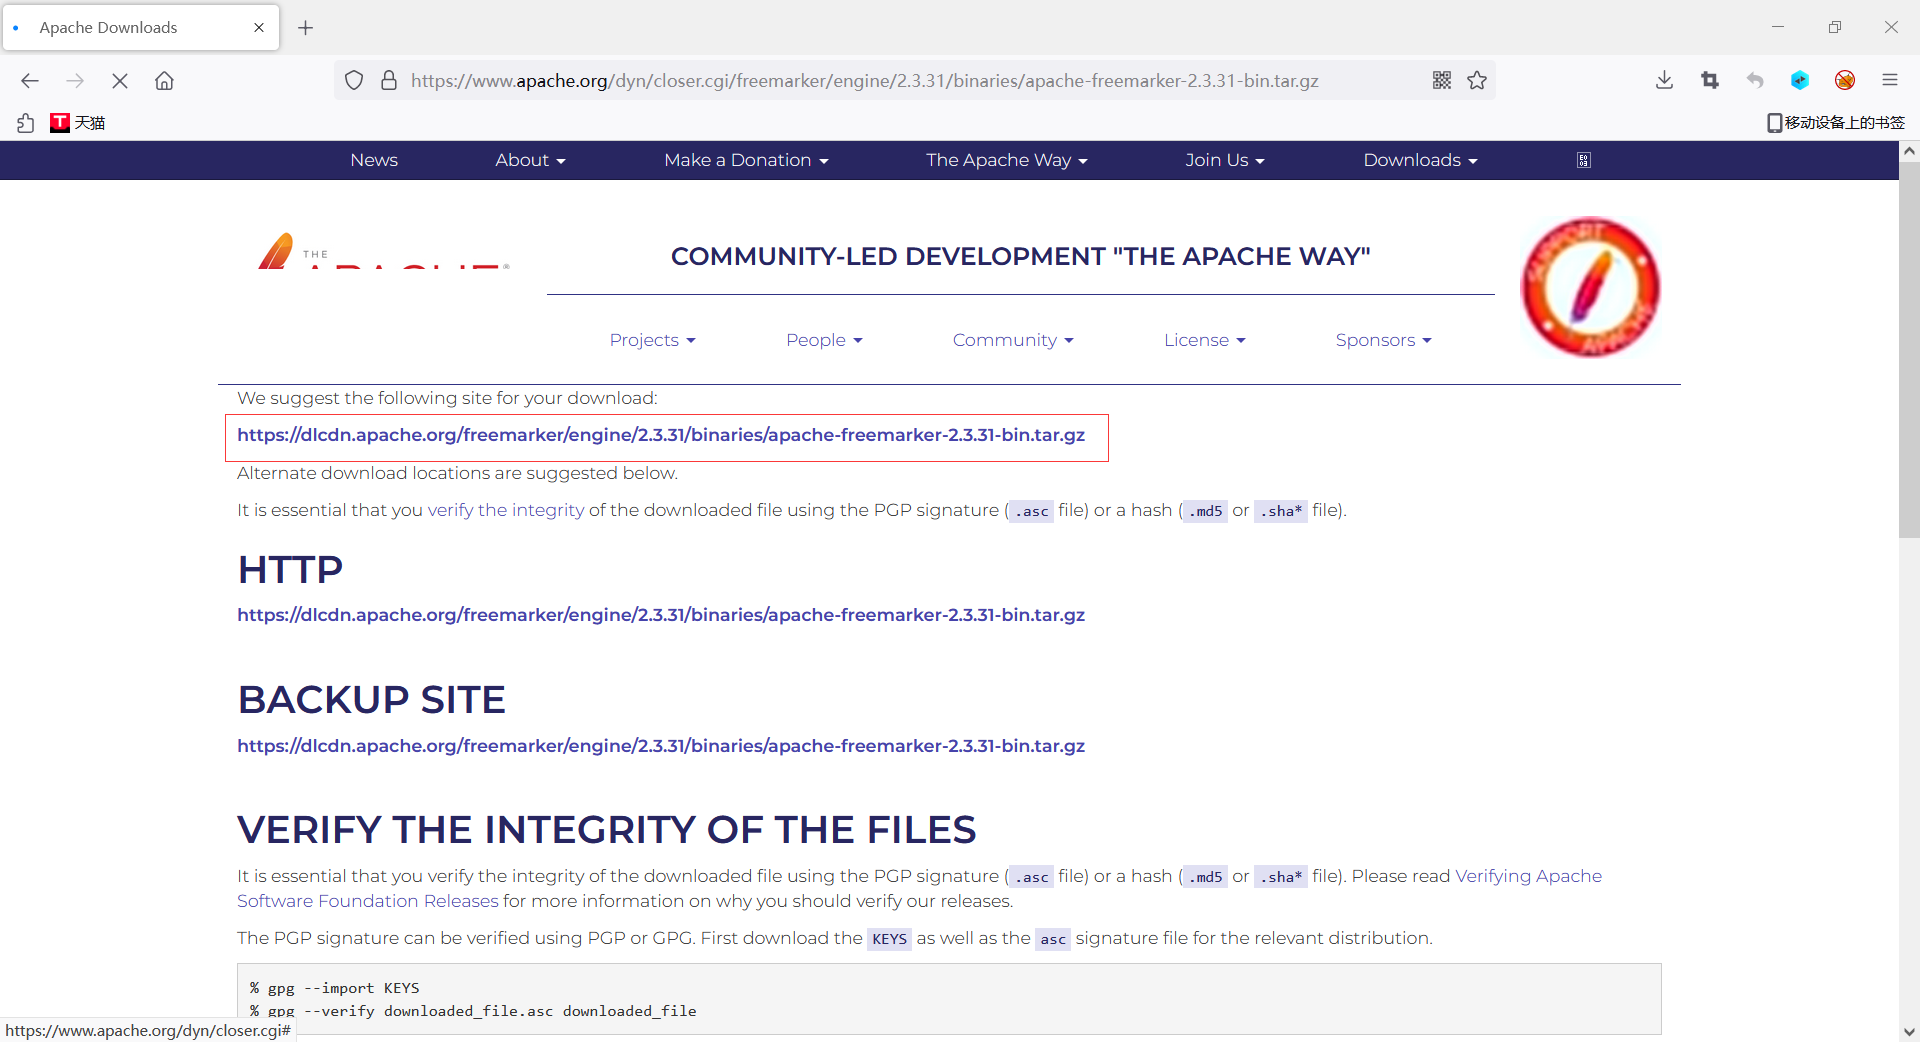 Apache Downloads
https://www.apache.org/dyn/closer.cgi/freemarker/engine/2.3.31/binaries/apache-freemarker-2.3.31-bin.tar.gz
天猫
移动设备上的书签
News About Make a Donation The Apache Way Join Us Downloads
THE
APACHE®
COMMUNITY-LED DEVELOPMENT "THE APACHE WAY"
SUPPORT APACHE
Projects People Community License Sponsors
We suggest the following site for your download:
https://dlcdn.apache.org/freemarker/engine/2.3.31/binaries/apache-freemarker-2.3.31-bin.tar.gz
Alternate download locations are suggested below.
It is essential that you verify the integrity of the downloaded file using the PGP signature ( .asc file) or a hash ( .md5 or .sha* file).
HTTP
https://dlcdn.apache.org/freemarker/engine/2.3.31/binaries/apache-freemarker-2.3.31-bin.tar.gz
BACKUP SITE
https://dlcdn.apache.org/freemarker/engine/2.3.31/binaries/apache-freemarker-2.3.31-bin.tar.gz
VERIFY THE INTEGRITY OF THE FILES
It is essential that you verify the integrity of the downloaded file using the PGP signature ( .asc file) or a hash ( .md5 or .sha* file). Please read Verifying Apache
Software Foundation Releases for more information on why you should verify our releases.
The PGP signature can be verified using PGP or GPG. First download the KEYS as well as the asc signature file for the relevant distribution.
% gpg --import KEYS
% gpg --verify downloaded_file.asc downloaded_file
https://www.apache.org/dyn/closer.cgi#